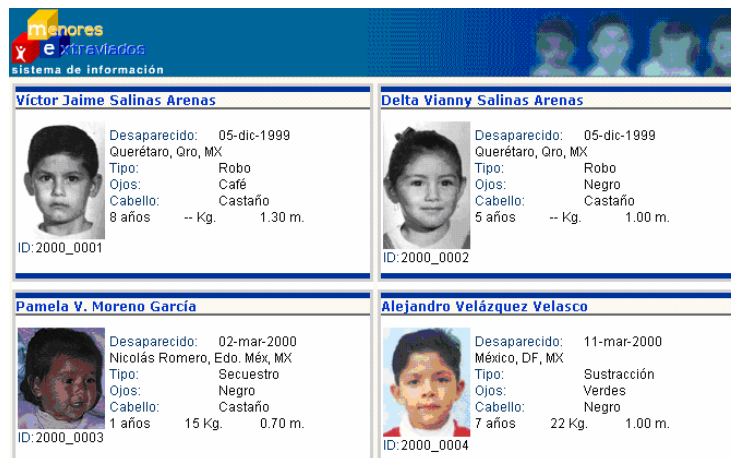 menores
extraviados
sistema de información
Víctor Jaime Salinas Arenas
Desaparecido: 05-dic-1999
Querétaro, Qro, MX
Tipo: Robo
Ojos: Café
Cabello: Castaño
8 años -- Kg. 1.30 m.
ID:2000_0001
Delta Vianny Salinas Arenas
Desaparecido: 05-dic-1999
Querétaro, Qro, MX
Tipo: Robo
Ojos: Negro
Cabello: Castaño
5 años -- Kg. 1.00 m.
ID:2000_0002
Pamela V. Moreno García
Desaparecido: 02-mar-2000
Nicolás Romero, Edo. Méx, MX
Tipo: Secuestro
Ojos: Negro
Cabello: Castaño
1 años 15 Kg. 0.70 m.
ID:2000_0003
Alejandro Velázquez Velasco
Desaparecido: 11-mar-2000
México, DF, MX
Tipo: Sustracción
Ojos: Verdes
Cabello: Negro
7 años 22 Kg. 1.00 m.
ID:2000_0004